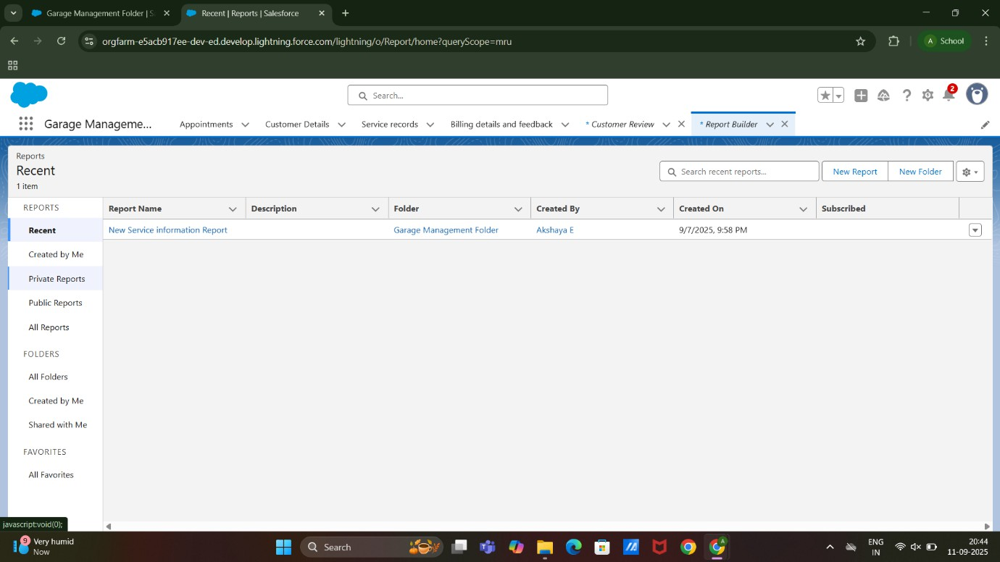 Garage Management Folder | S
Recent | Reports | Salesforce
orgfarm-e5acb917ee-dev-ed.develop.lightning.force.com/lightning/o/Report/home?queryScope=mru
A School
Search...
2
Garage Manageme...
Appointments
Customer Details
Service records
Billing details and feedback
* Customer Review
* Report Builder
Reports
Recent
1 item
Search recent reports...
New Report
New Folder
REPORTS
Recent
Created by Me
Private Reports
Public Reports
All Reports
FOLDERS
All Folders
Created by Me
Shared with Me
FAVORITES
All Favorites
Report Name
Description
Folder
Created By
Created On
Subscribed
New Service information Report
Garage Management Folder
Akshaya E
9/7/2025, 9:58 PM
javascript:void(0);
9
Very humid
Now
Search
A
ENG
IN
20:44
11-09-2025